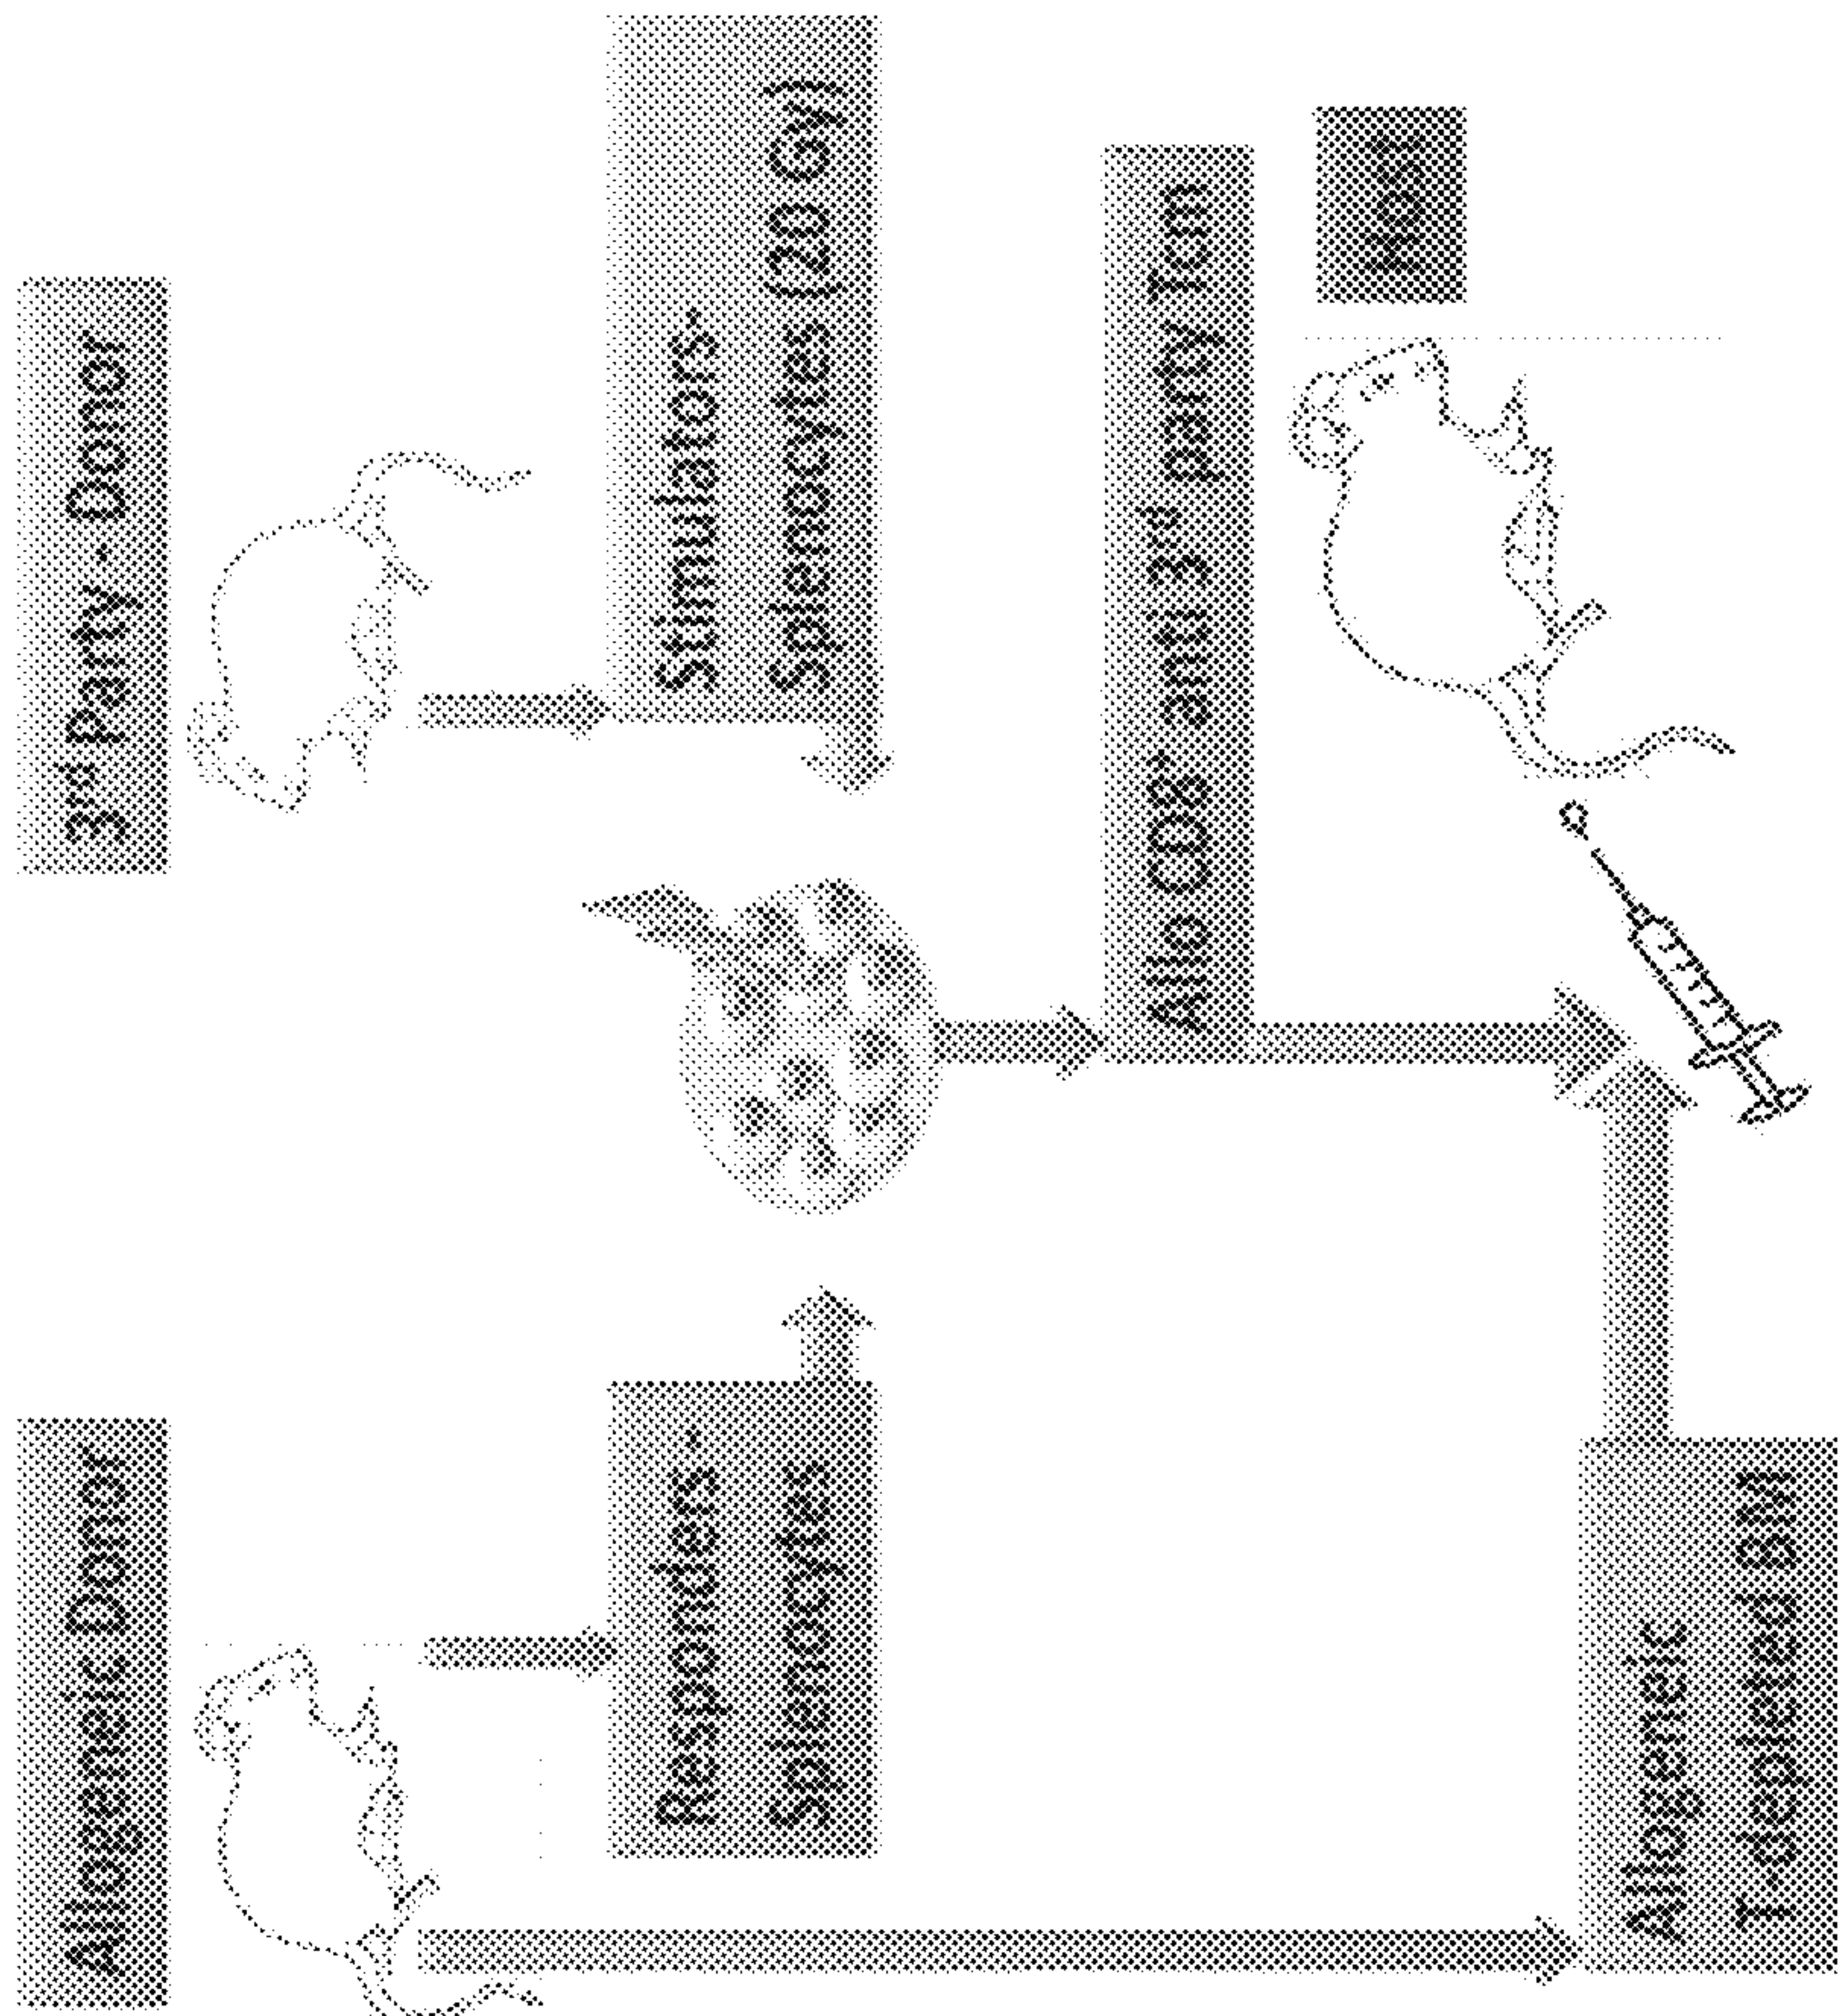 Allogeneic Donor
3rd Party - Donor
Responders -
Splenocytes
Stimulators-
Splenocytes (20 Gy)
Allo CD8+ anti 3rd party Tcm
Host
Allogeneic
T-depleted BM